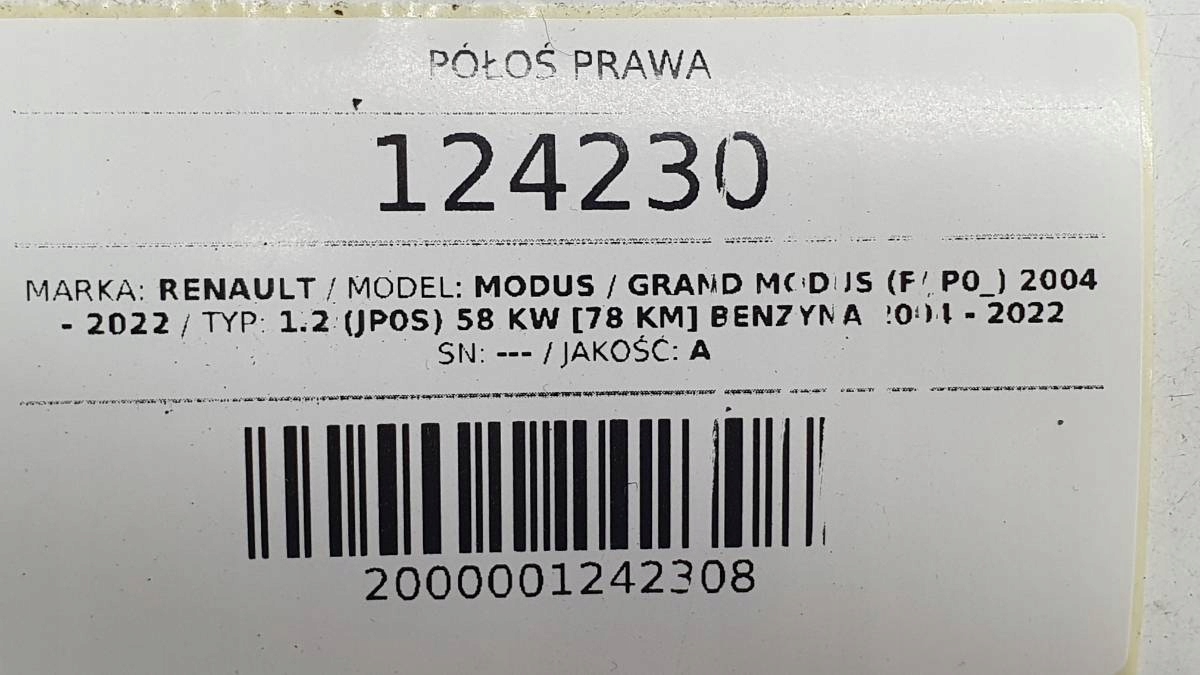 PÓŁOŚ PRAWA
124230
MARKA: RENAULT / MODEL: MODUS / GRAND MODUS ( P0_) 2004
- 2022 / TYP: 1.2 (JP0S) 58 KW [78 KM] BENZYNA 2004 - 2022
SN: --- / JAKOŚĆ: A
2000001242308